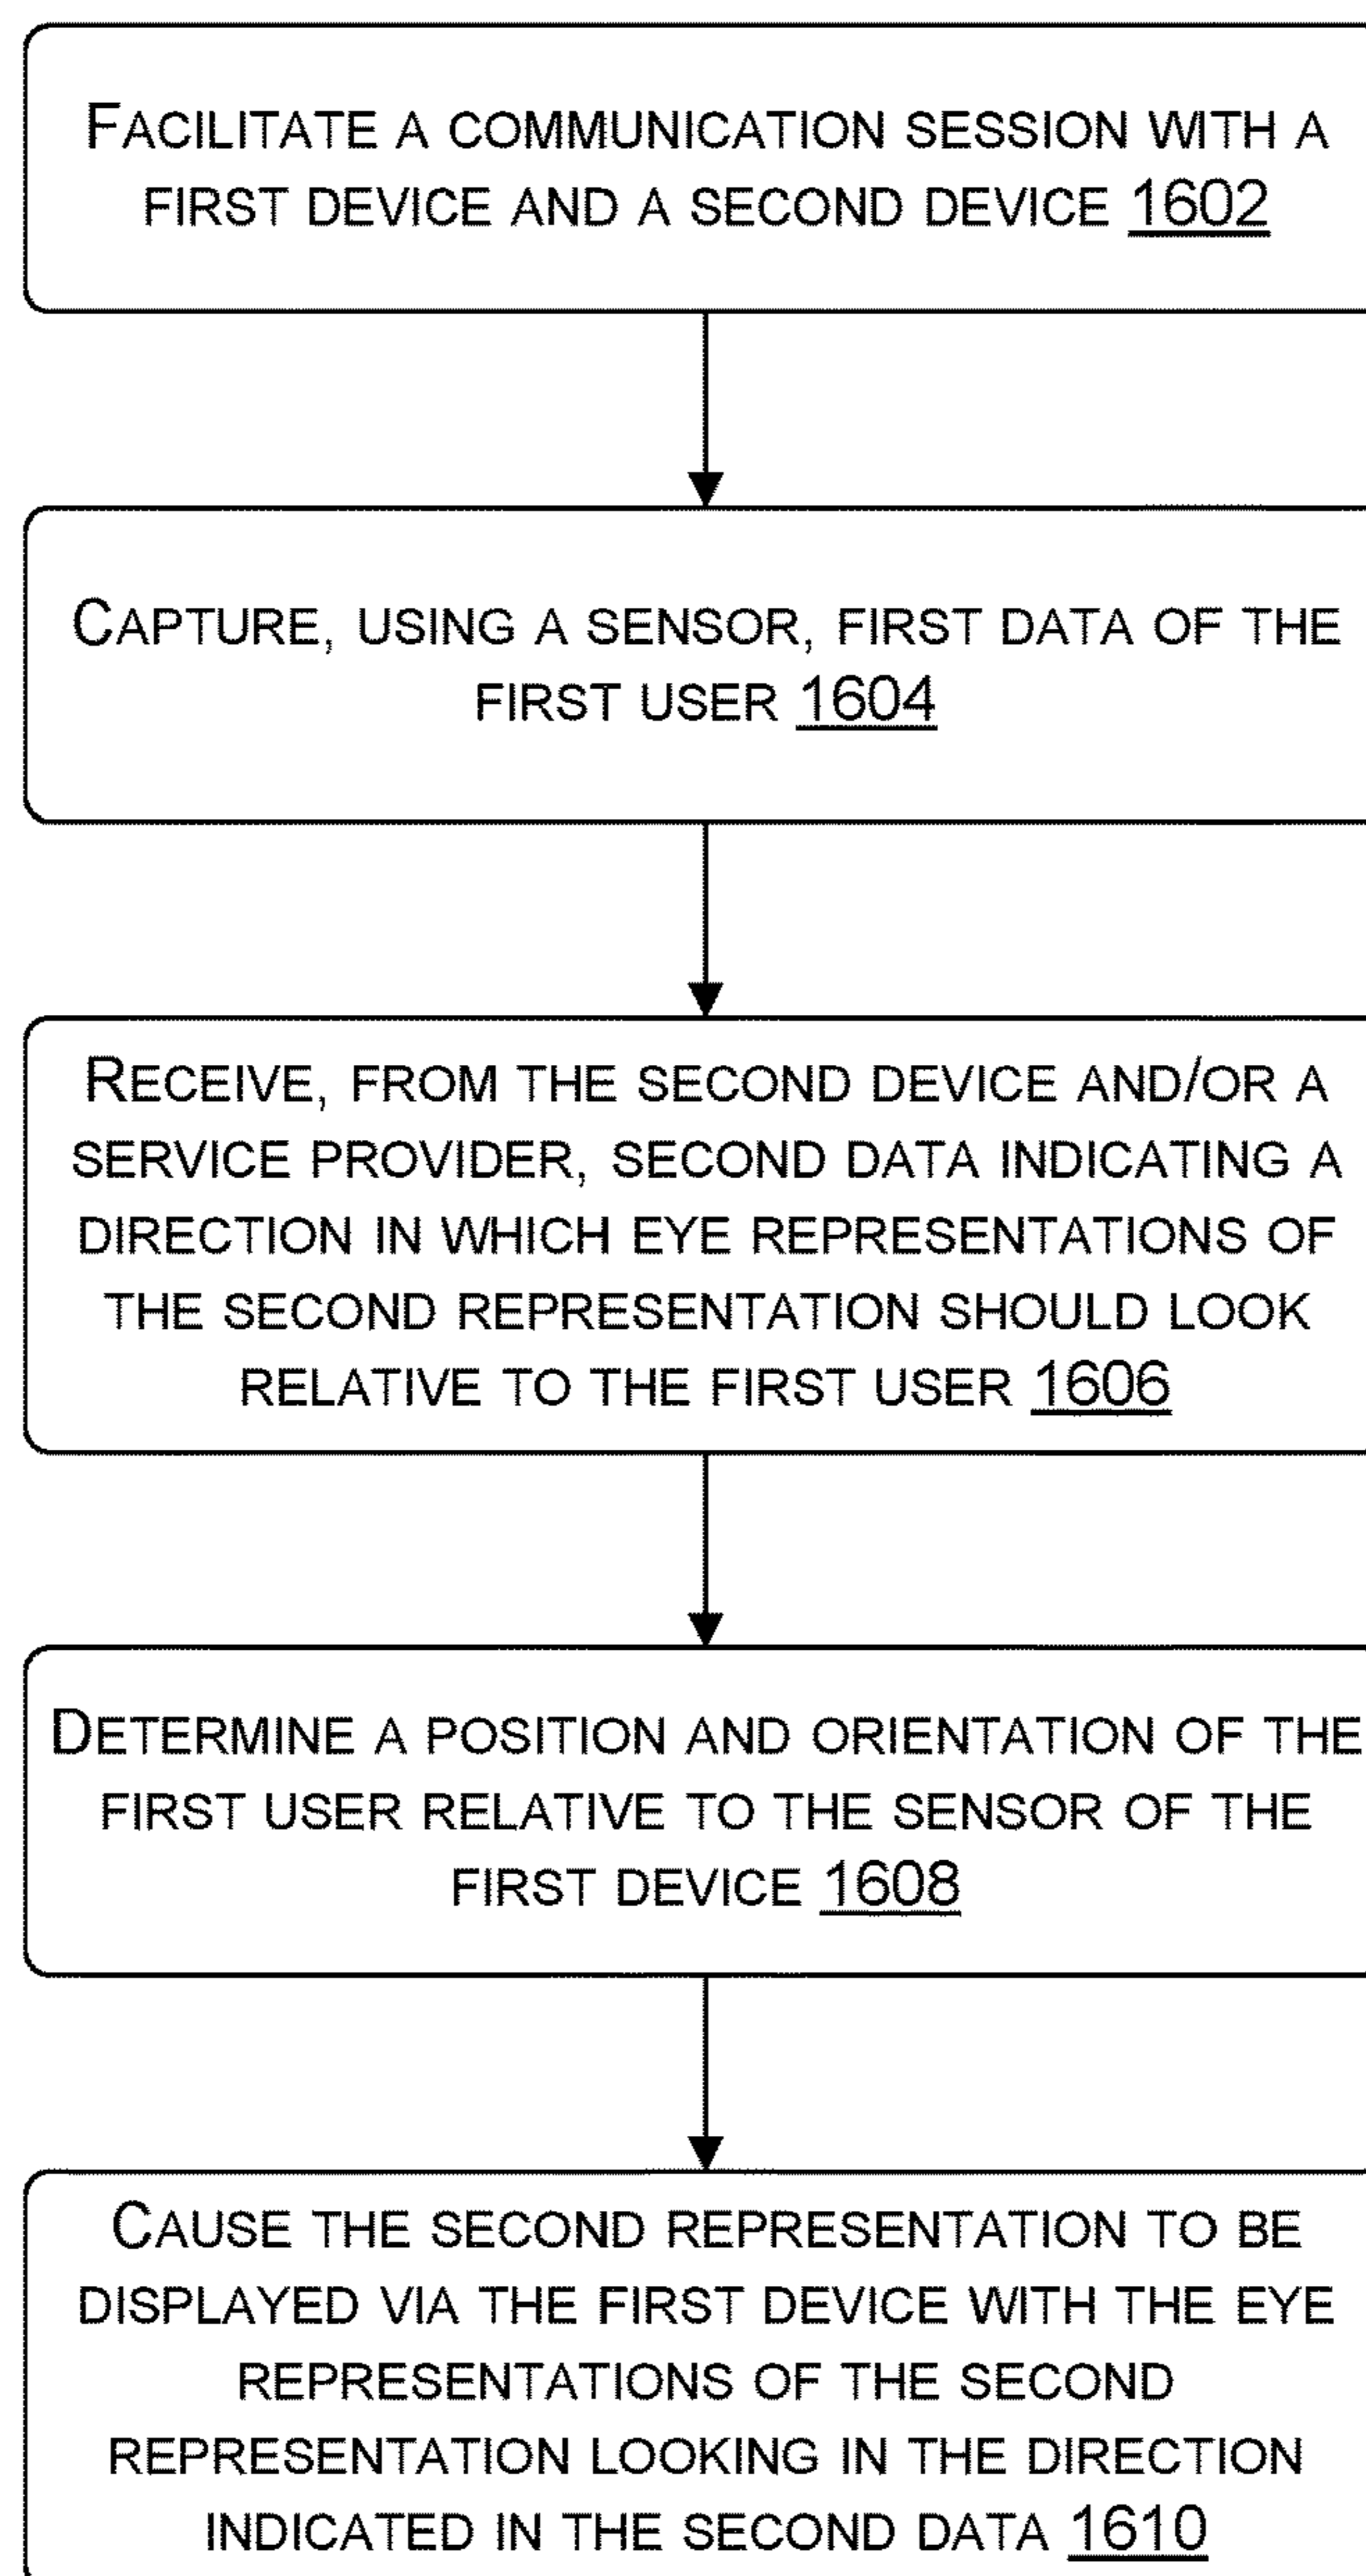 FACILITATE A COMMUNICATION SESSION WITH A
FIRST DEVICE AND A SECOND DEVICE 1602
CAPTURE, USING A SENSOR, FIRST DATA OF THE
FIRST USER 1604
RECEIVE, FROM THE SECOND DEVICE AND/OR A
SERVICE PROVIDER, SECOND DATA INDICATING A
DIRECTION IN WHICH EYE REPRESENTATIONS OF
THE SECOND REPRESENTATION SHOULD LOOK
RELATIVE TO THE FIRST USER 1606
DETERMINE A POSITION AND ORIENTATION OF THE
FIRST USER RELATIVE TO THE SENSOR OF THE
FIRST DEVICE 1608
CAUSE THE SECOND REPRESENTATION TO BE
DISPLAYED VIA THE FIRST DEVICE WITH THE EYE
REPRESENTATIONS OF THE SECOND
REPRESENTATION LOOKING IN THE DIRECTION
INDICATED IN THE SECOND DATA 1610